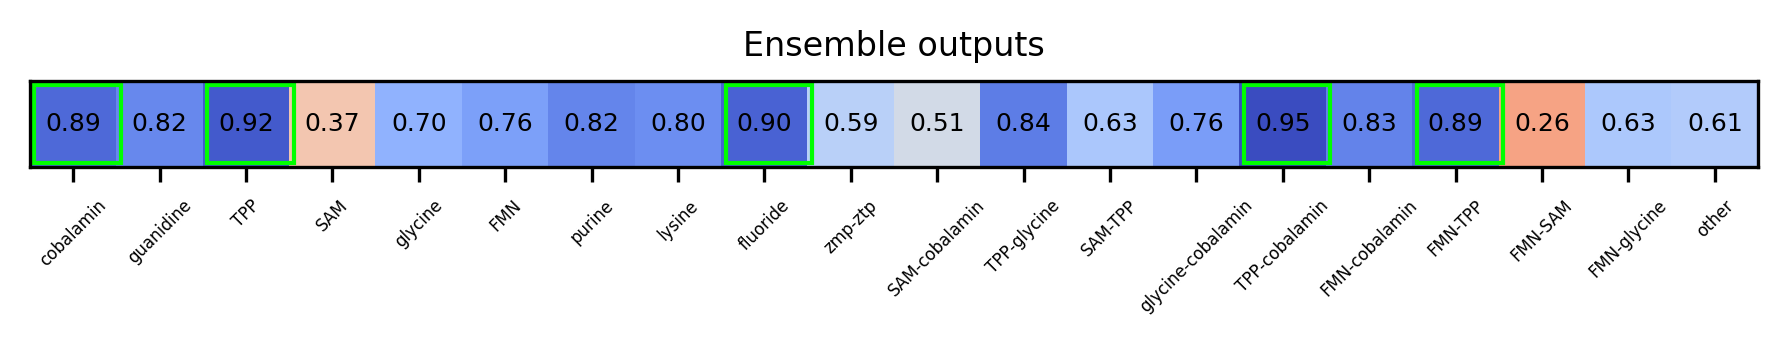 Ensemble outputs
0.89 0.82 0.92 0.37 0.70 0.76 0.82 0.80 0.90 0.59 0.51 0.84 0.63 0.76 0.95 0.83 0.89 0.26 0.63 0.61
cobalamin guanidine TPP SAM glycine FMN purine lysine fluoride zmp-ztp SAM-cobalamin TPP-glycine SAM-TPP glycine-cobalamin TPP-cobalamin FMN-cobalamin FMN-TPP FMN-SAM FMN-glycine other